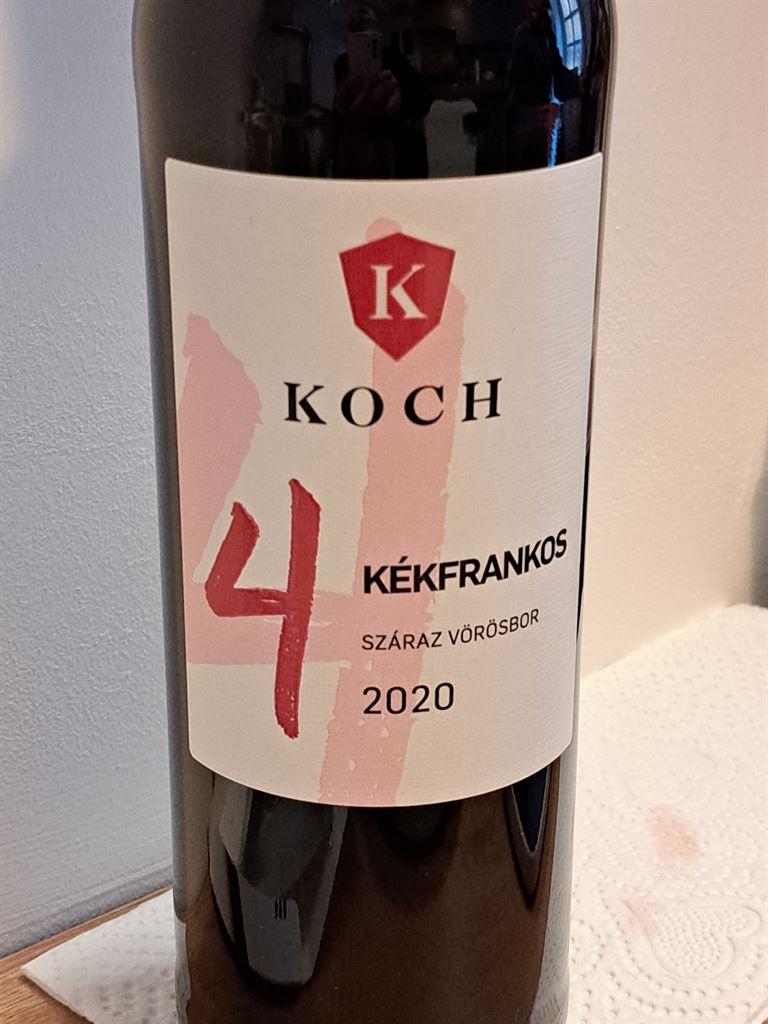 K
KOCH
4
KÉKFRANKOS
SZÁRAZ VÖRÖSBOR
2020